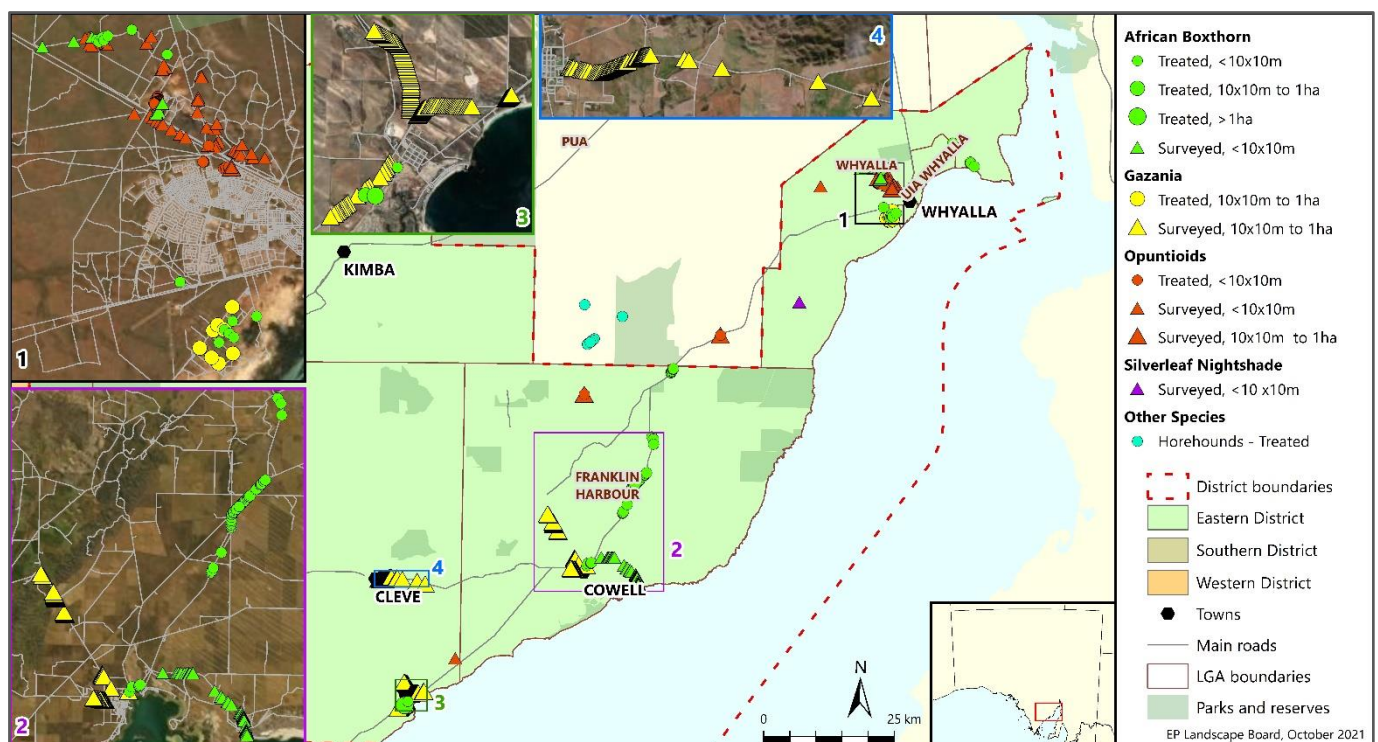 1
3
4
PUA
WHYALLA
UIA WHYALLA
1
WHYALLA
KIMBA
FRANKLIN
HARBOUR
2
4
CLEVE
COWELL
3
2
N
0
25 km
African Boxthorn
Treated, <10x10m
Treated, 10x10m to 1ha
Treated, >1ha
Surveyed, <10x10m
Gazania
Treated, 10x10m to 1ha
Surveyed, 10x10m to 1ha
Opuntioids
Treated, <10x10m
Surveyed, <10x10m
Surveyed, 10x10m to 1ha
Silverleaf Nightshade
Surveyed, <10 x10m
Other Species
Horehounds - Treated
District boundaries
Eastern District
Southern District
Western District
Towns
Main roads
LGA boundaries
Parks and reserves
EP Landscape Board, October 2021